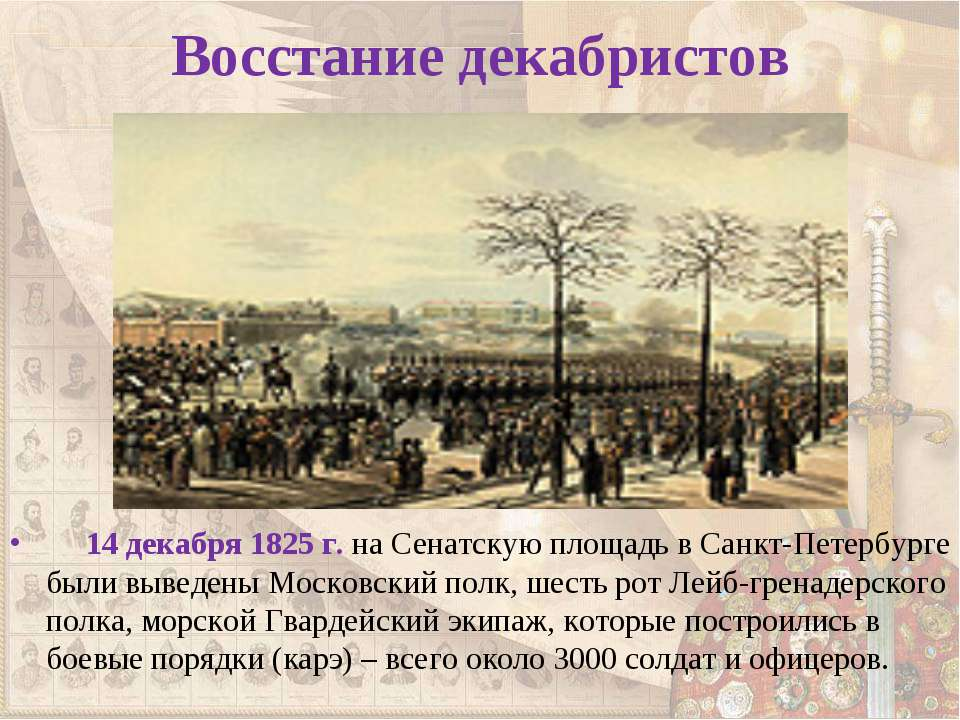 Восстание декабристов
• 14 декабря 1825 г. на Сенатскую площадь в Санкт-Петербурге
были выведены Московский полк, шесть рот Лейб-гренадерского
полка, морской Гвардейский экипаж, которые построились в
боевые порядки (карэ) – всего около 3000 солдат и офицеров.